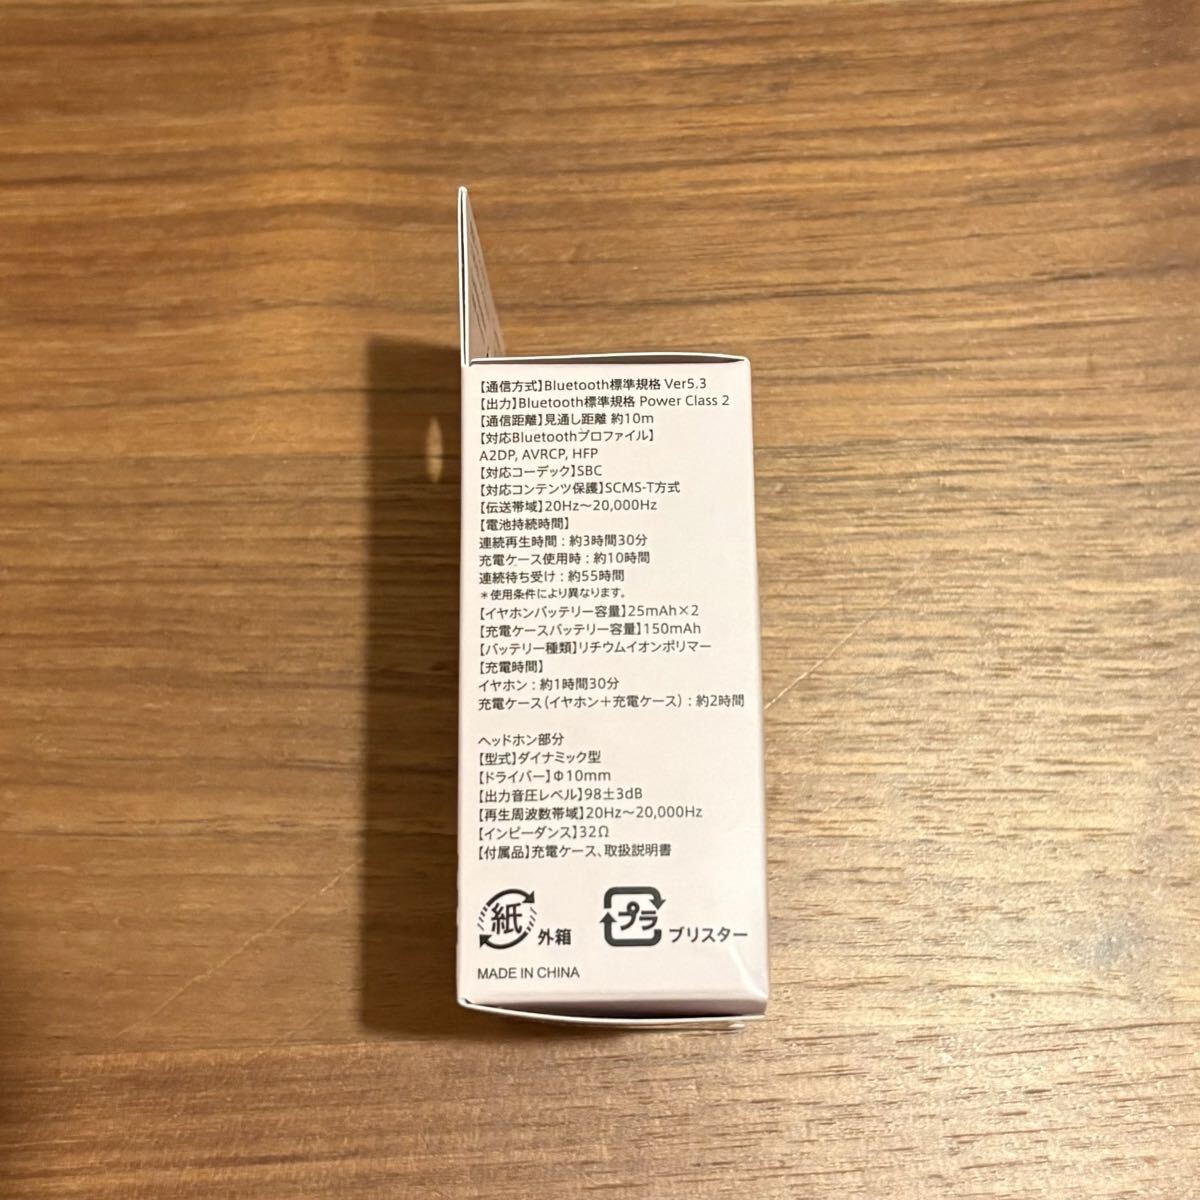 【通信方式】Bluetooth標準規格 Ver5.3
【出力】Bluetooth標準規格 Power Class 2
【通信距離】見通し距離 約10m
【対応Bluetoothプロファイル】
A2DP, AVRCP, HFP
【対応コーデック】SBC
【対応コンテンツ保護】SCMS-T方式
【伝送帯域】20Hz～20,000Hz
【電池持続時間】
連続再生時間：約3時間30分
充電ケース使用時：約10時間
連続待ち受け：約55時間
＊使用条件により異なります。
【イヤホンバッテリー容量】25mAh×2
【充電ケースバッテリー容量】150mAh
【バッテリー種類】リチウムイオンポリマー
【充電時間】
イヤホン：約1時間30分
充電ケース（イヤホン＋充電ケース）：約2時間
ヘッドホン部分
【型式】ダイナミック型
【ドライバー】Φ10mm
【出力音圧レベル】98±3dB
【再生周波数帯域】20Hz～20,000Hz
【インピーダンス】32Ω
【付属品】充電ケース、取扱説明書
紙 外箱 プラ ブリスター
MADE IN CHINA